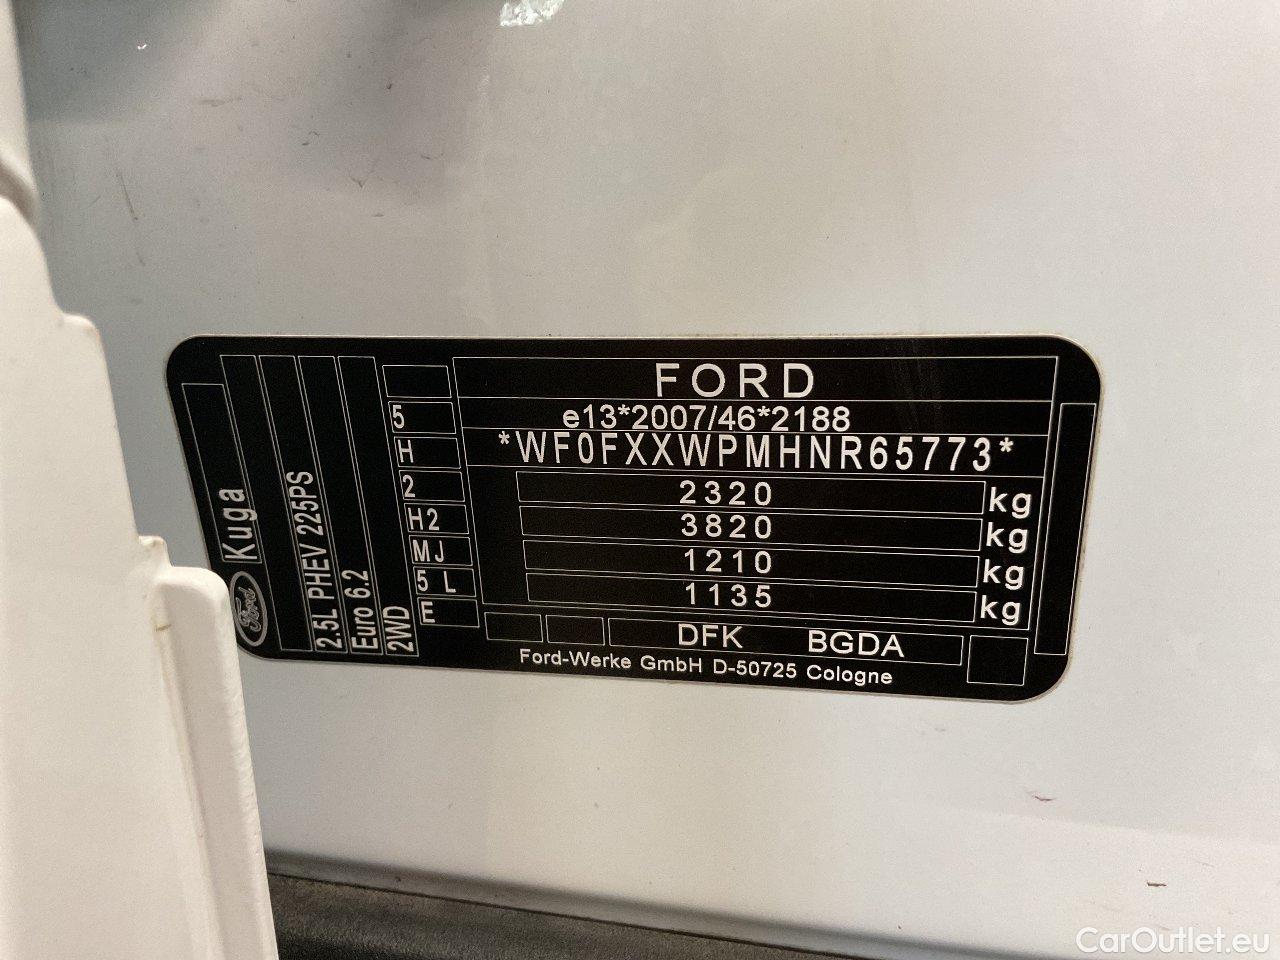 FORD
e13*2007/46*2188
*WF0FXXWPMHNR65773*
2320 kg
3820 kg
1210 kg
1135 kg
DFK BGDA
Ford-Werke GmbH D-50725 Cologne
5
H
2
H2
MJ
5 L
E
Ford Kuga
2.5L PHEV 225PS
Euro 6.2
2WD
CarOutlet.eu